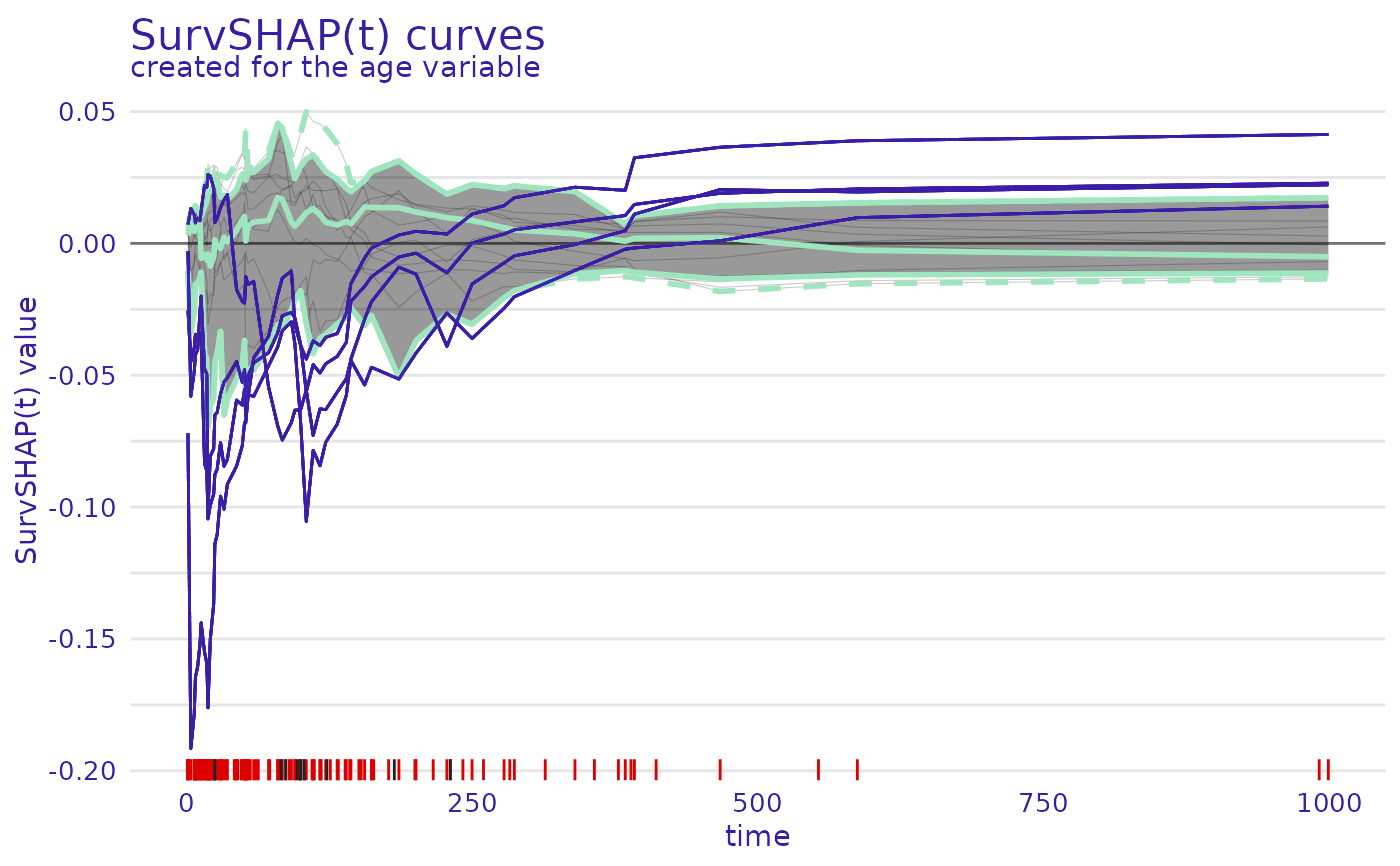 SurvSHAP(t) curves
created for the age variable
SurvSHAP(t) value
0.05
0.00
-0.05
-0.10
-0.15
-0.20
0
250
500
750
1000
time